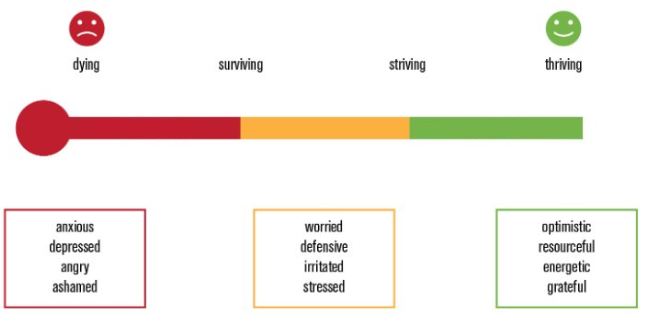 dying surviving striving thriving
anxious
depressed
angry
ashamed
worried
defensive
irritated
stressed
optimistic
resourceful
energetic
grateful